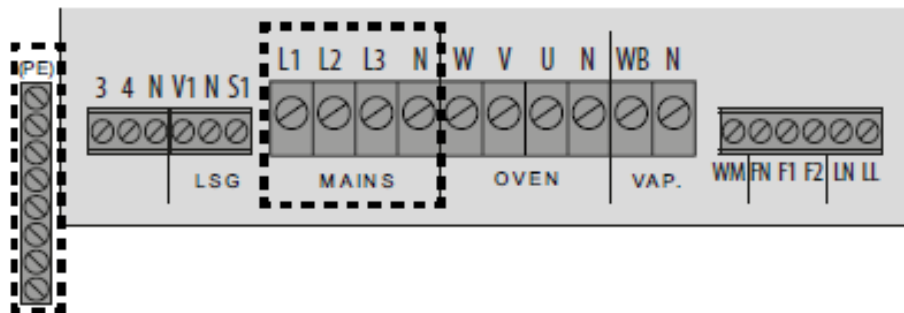 (PE)
L1 L2 L3 N W V U N WB N
3 4 N V1 N S1
LSG MAINS OVEN VAP.
WM FN F1 F2 LN LL